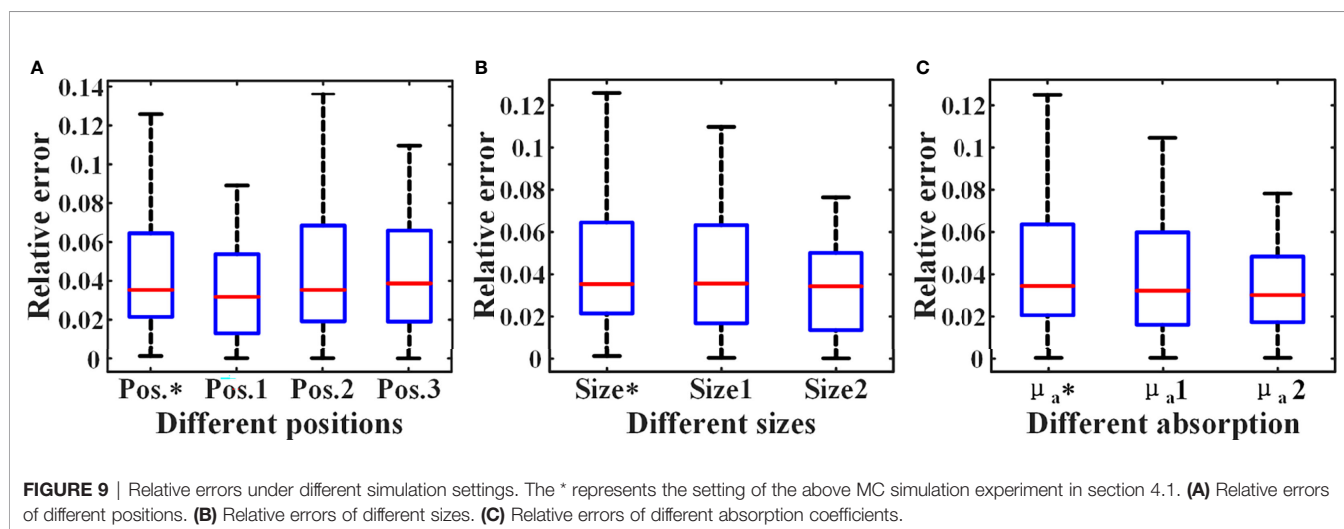 A
Relative error
0.14
0.12
0.1
0.08
0.06
0.04
0.02
0
Pos.* Pos.1 Pos.2 Pos.3
Different positions
B
Relative error
0.12
0.1
0.08
0.06
0.04
0.02
0
Size* Size1 Size2
Different sizes
C
Relative error
0.12
0.1
0.08
0.06
0.04
0.02
0
μa* μa1 μa2
Different absorption
FIGURE 9 | Relative errors under different simulation settings. The * represents the setting of the above MC simulation experiment in section 4.1. (A) Relative errors
of different positions. (B) Relative errors of different sizes. (C) Relative errors of different absorption coefficients.